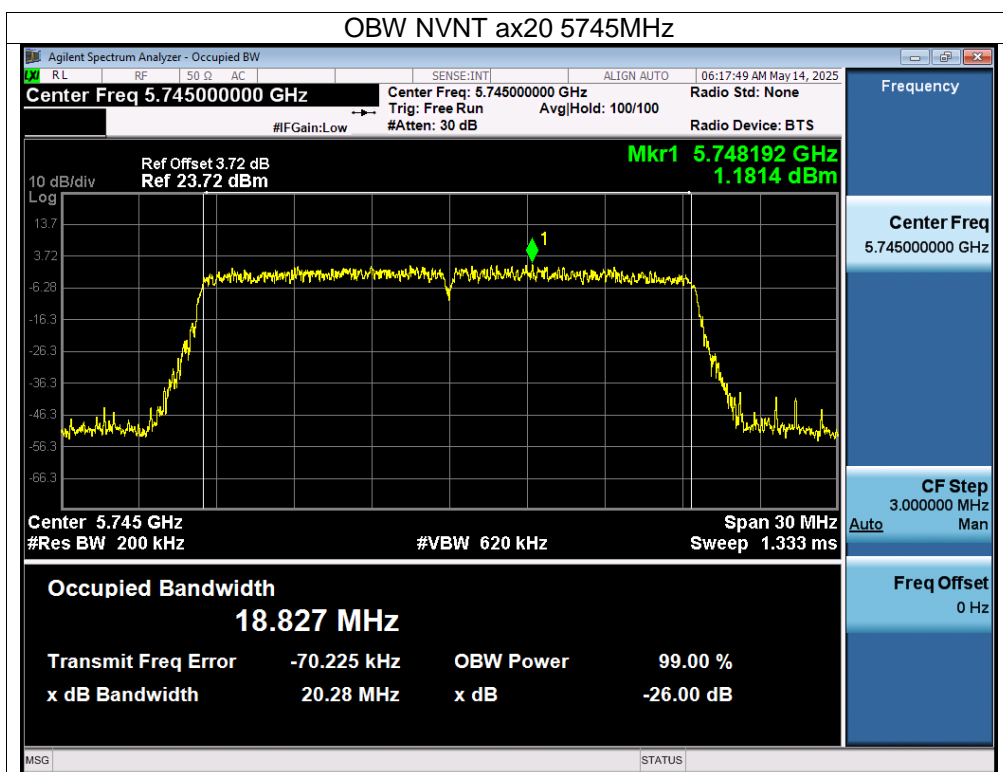 OBW NVNT ax20 5745MHz
Agilent Spectrum Analyzer - Occupied BW
LXI RL RF 50 Ω AC SENSE:INT ALIGN AUTO 06:17:49 AM May 14, 2025
Center Freq 5.745000000 GHz
Center Freq: 5.745000000 GHz
Radio Std: None
Trig: Free Run Avg|Hold: 100/100
#IFGain:Low
#Atten: 30 dB
Radio Device: BTS
Frequency
Mkr1 5.748192 GHz
1.1814 dBm
Ref Offset 3.72 dB
10 dB/div
Ref 23.72 dBm
Log
13.7
3.72
-6.28
-16.3
-26.3
-36.3
-46.3
-56.3
-66.3
1
Center 5.745 GHz
Span 30 MHz
#Res BW 200 kHz
#VBW 620 kHz
Sweep 1.333 ms
Occupied Bandwidth
18.827 MHz
Transmit Freq Error -70.225 kHz OBW Power 99.00 %
x dB Bandwidth 20.28 MHz x dB -26.00 dB
Center Freq
5.745000000 GHz
CF Step
3.000000 MHz
Auto Man
Freq Offset
0 Hz
MSG
STATUS